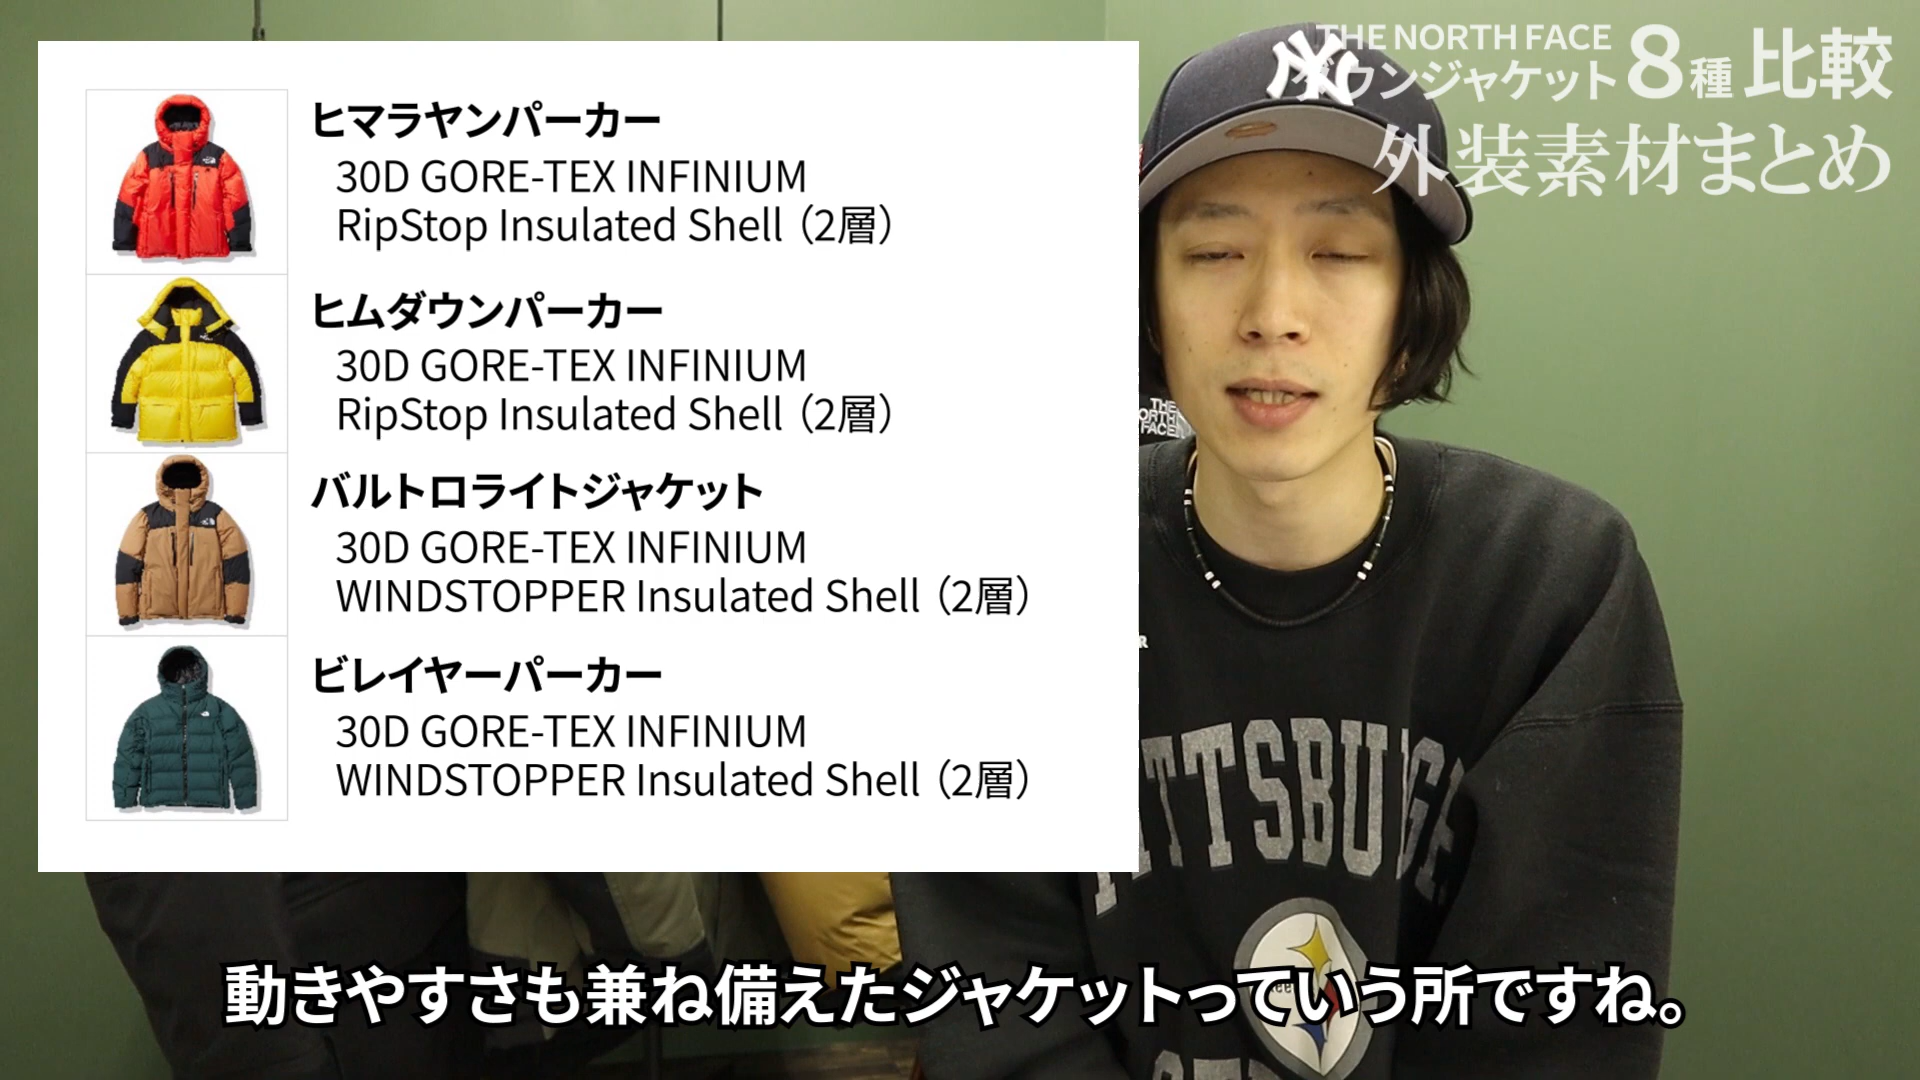 THE NORTH FACE
ダウンジャケット 8種 比較
外装素材まとめ
NY
ヒマラヤンパーカー
30D GORE-TEX INFINIUM
RipStop Insulated Shell（2層）
ヒムダウンパーカー
30D GORE-TEX INFINIUM
RipStop Insulated Shell（2層）
バルトロライトジャケット
30D GORE-TEX INFINIUM
WINDSTOPPER Insulated Shell（2層）
ビレイヤーパーカー
30D GORE-TEX INFINIUM
WINDSTOPPER Insulated Shell（2層）
THE
NORTH
FACE
PITTSBURGH
動きやすさも兼ね備えたジャケットっていう所ですね。